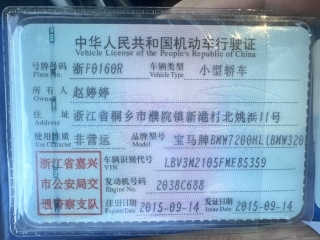 中华人民共和国机动车行驶证
Vehicle License of the People's Republic of China
号牌号码 浙F0160R 车辆类型 小型轿车
Plate No. Vehicle Type
所有人 赵婷婷
Owner
住址 浙江省桐乡市濮院镇新港村北姚浜11号
Address
使用性质 非营运 品牌型号 宝马牌BMW7200HL(BMW320
Use Character Model
浙江省嘉兴 车辆识别代号 LBV3M2105FME85359
VIN
市公安局交 发动机号码 2038C688
Engine No.
通警察支队 注册日期 2015-09-14 发证日期 2015-09-14
Register Date Issue Date